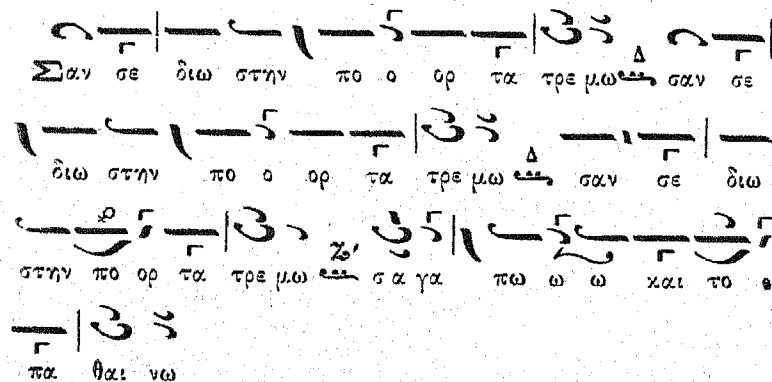 Σαν σε διω στην πο ο ορ τα τρε μω Δ σαν σε
διω στην πο ο ορ τα τρε μω Δ σαν σε διω
στην πο ορ τα τρε μω Ζ′ σ α γα πω ω ω και το
πα θαι νω